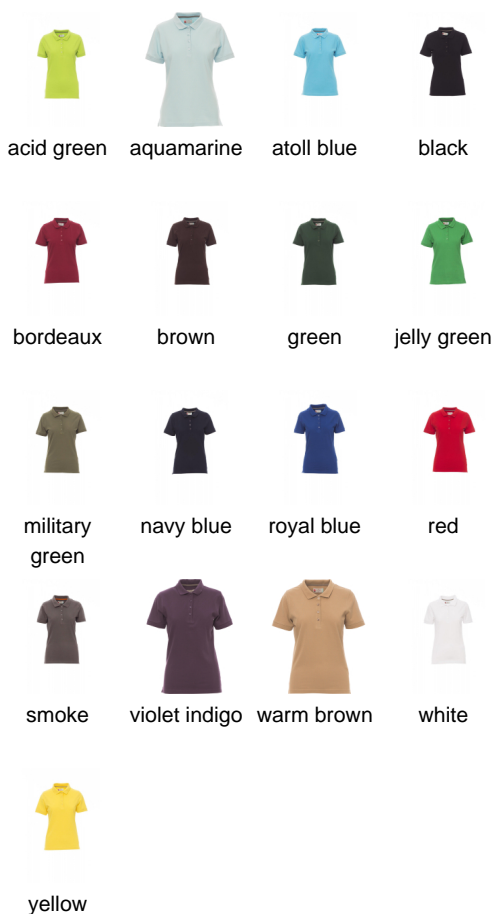 acid green aquamarine atoll blue black
bordeaux brown green jelly green
military navy blue royal blue red
green
smoke violet indigo warm brown white
yellow